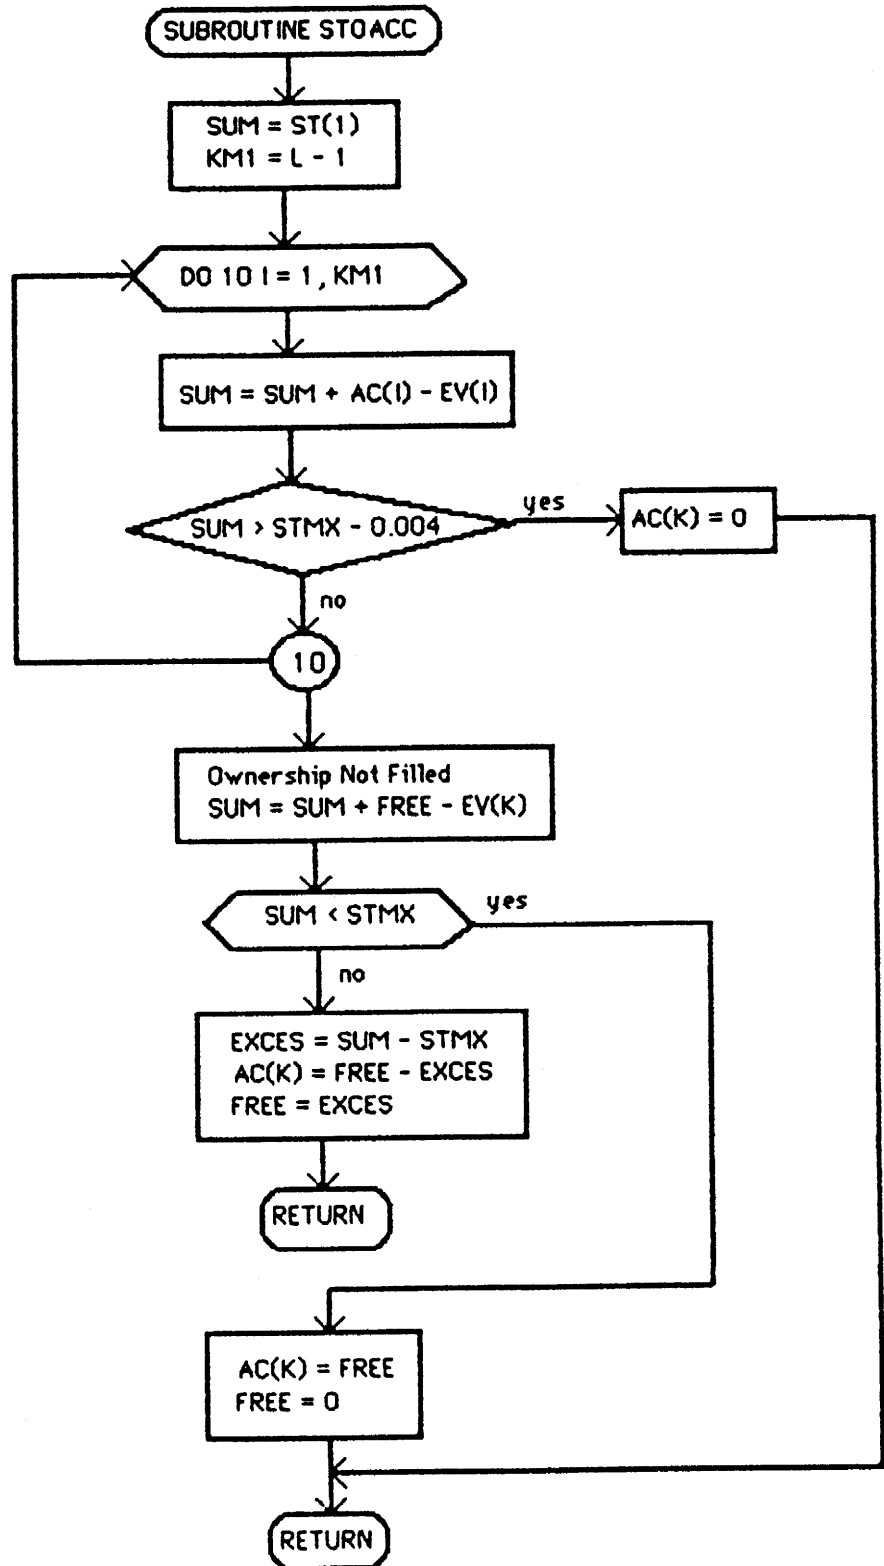 SUBROUTINE STOACC
SUM = ST(1)
KM1 = L - 1
DO 10 I = 1, KM1
SUM = SUM + AC(I) - EV(I)
SUM > STMX - 0.004
yes
AC(K) = 0
no
10
Ownership Not Filled
SUM = SUM + FREE - EV(K)
SUM < STMX
yes
no
EXCES = SUM - STMX
AC(K) = FREE - EXCES
FREE = EXCES
RETURN
AC(K) = FREE
FREE = 0
RETURN